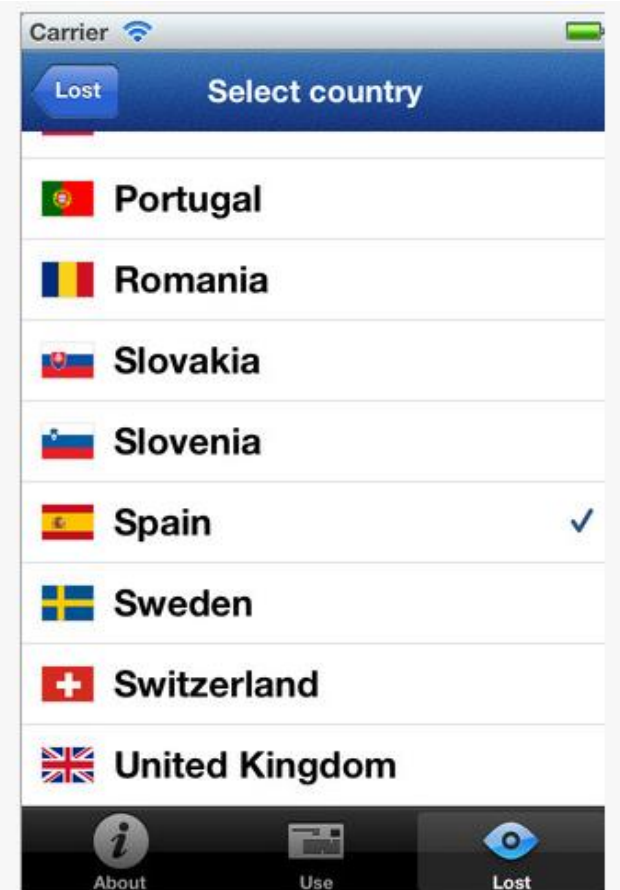 Carrier
Lost
Select country
Portugal
Romania
Slovakia
Slovenia
Spain
Sweden
Switzerland
United Kingdom
About
Use
Lost